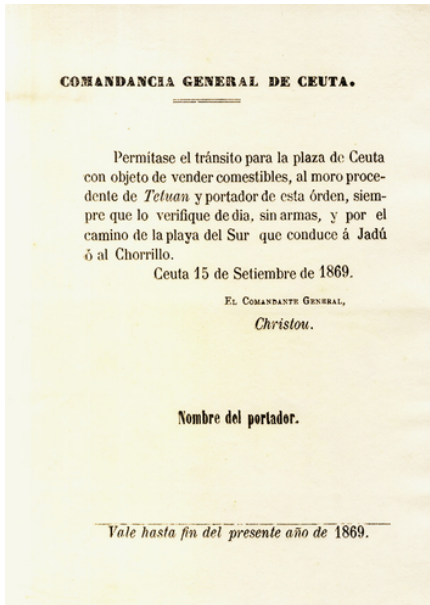 COMANDANCIA GENERAL DE CEUTA.
Permítase el tránsito para la plaza de Ceuta
con objeto de vender comestibles, al moro proce-
dente de Tetuan y portador de esta órden, siem-
pre que lo verifique de dia, sin armas, y por el
camino de la playa del Sur que conduce á Jadú
ó al Chorrillo.
Ceuta 15 de Setiembre de 1869.
EL COMANDANTE GENERAL,
Christou.
Nombre del portador.
Vale hasta fin del presente año de 1869.